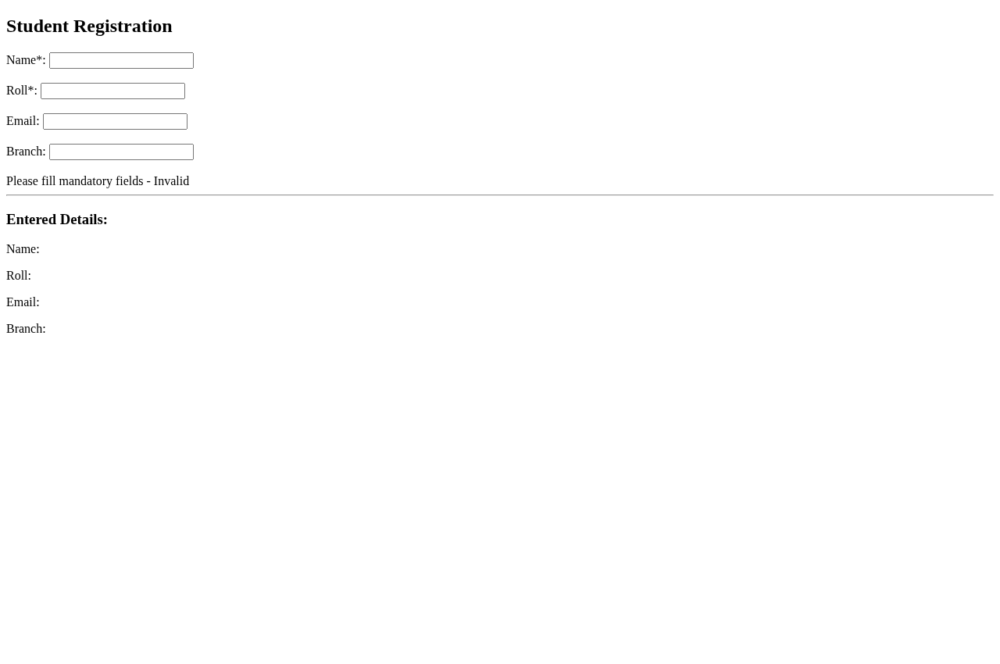 Student Registration
Name*:
Roll*:
Email:
Branch:
Please fill mandatory fields - Invalid
Entered Details:
Name:
Roll:
Email:
Branch: